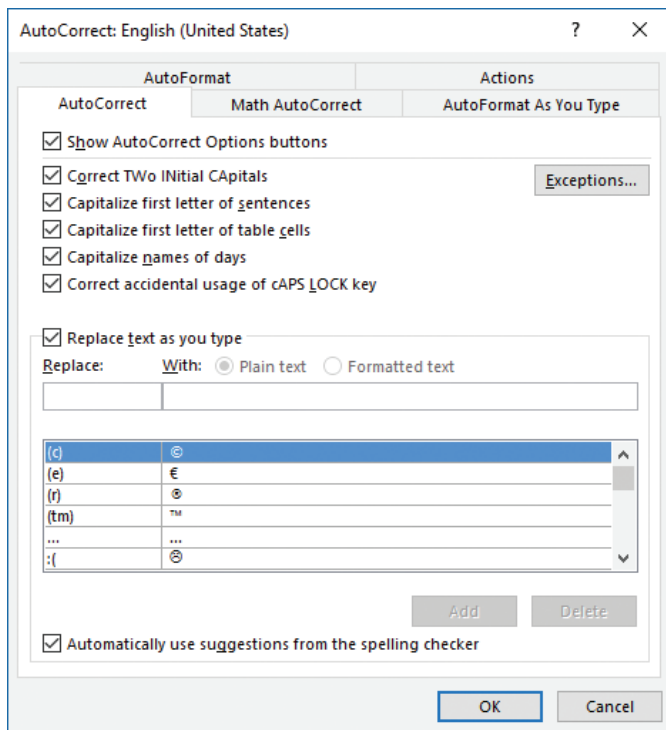 AutoCorrect: English (United States) ? ×
AutoFormat Actions
AutoCorrect Math AutoCorrect AutoFormat As You Type
Show AutoCorrect Options buttons
Correct TWo INitial CApitals Exceptions...
Capitalize first letter of sentences
Capitalize first letter of table cells
Capitalize names of days
Correct accidental usage of cAPS LOCK key
Replace text as you type
Replace: With: Plain text Formatted text
(c) ©
(e) €
(r) ®
(tm) ™
... ...
:( ☹
Add Delete
Automatically use suggestions from the spelling checker
OK Cancel